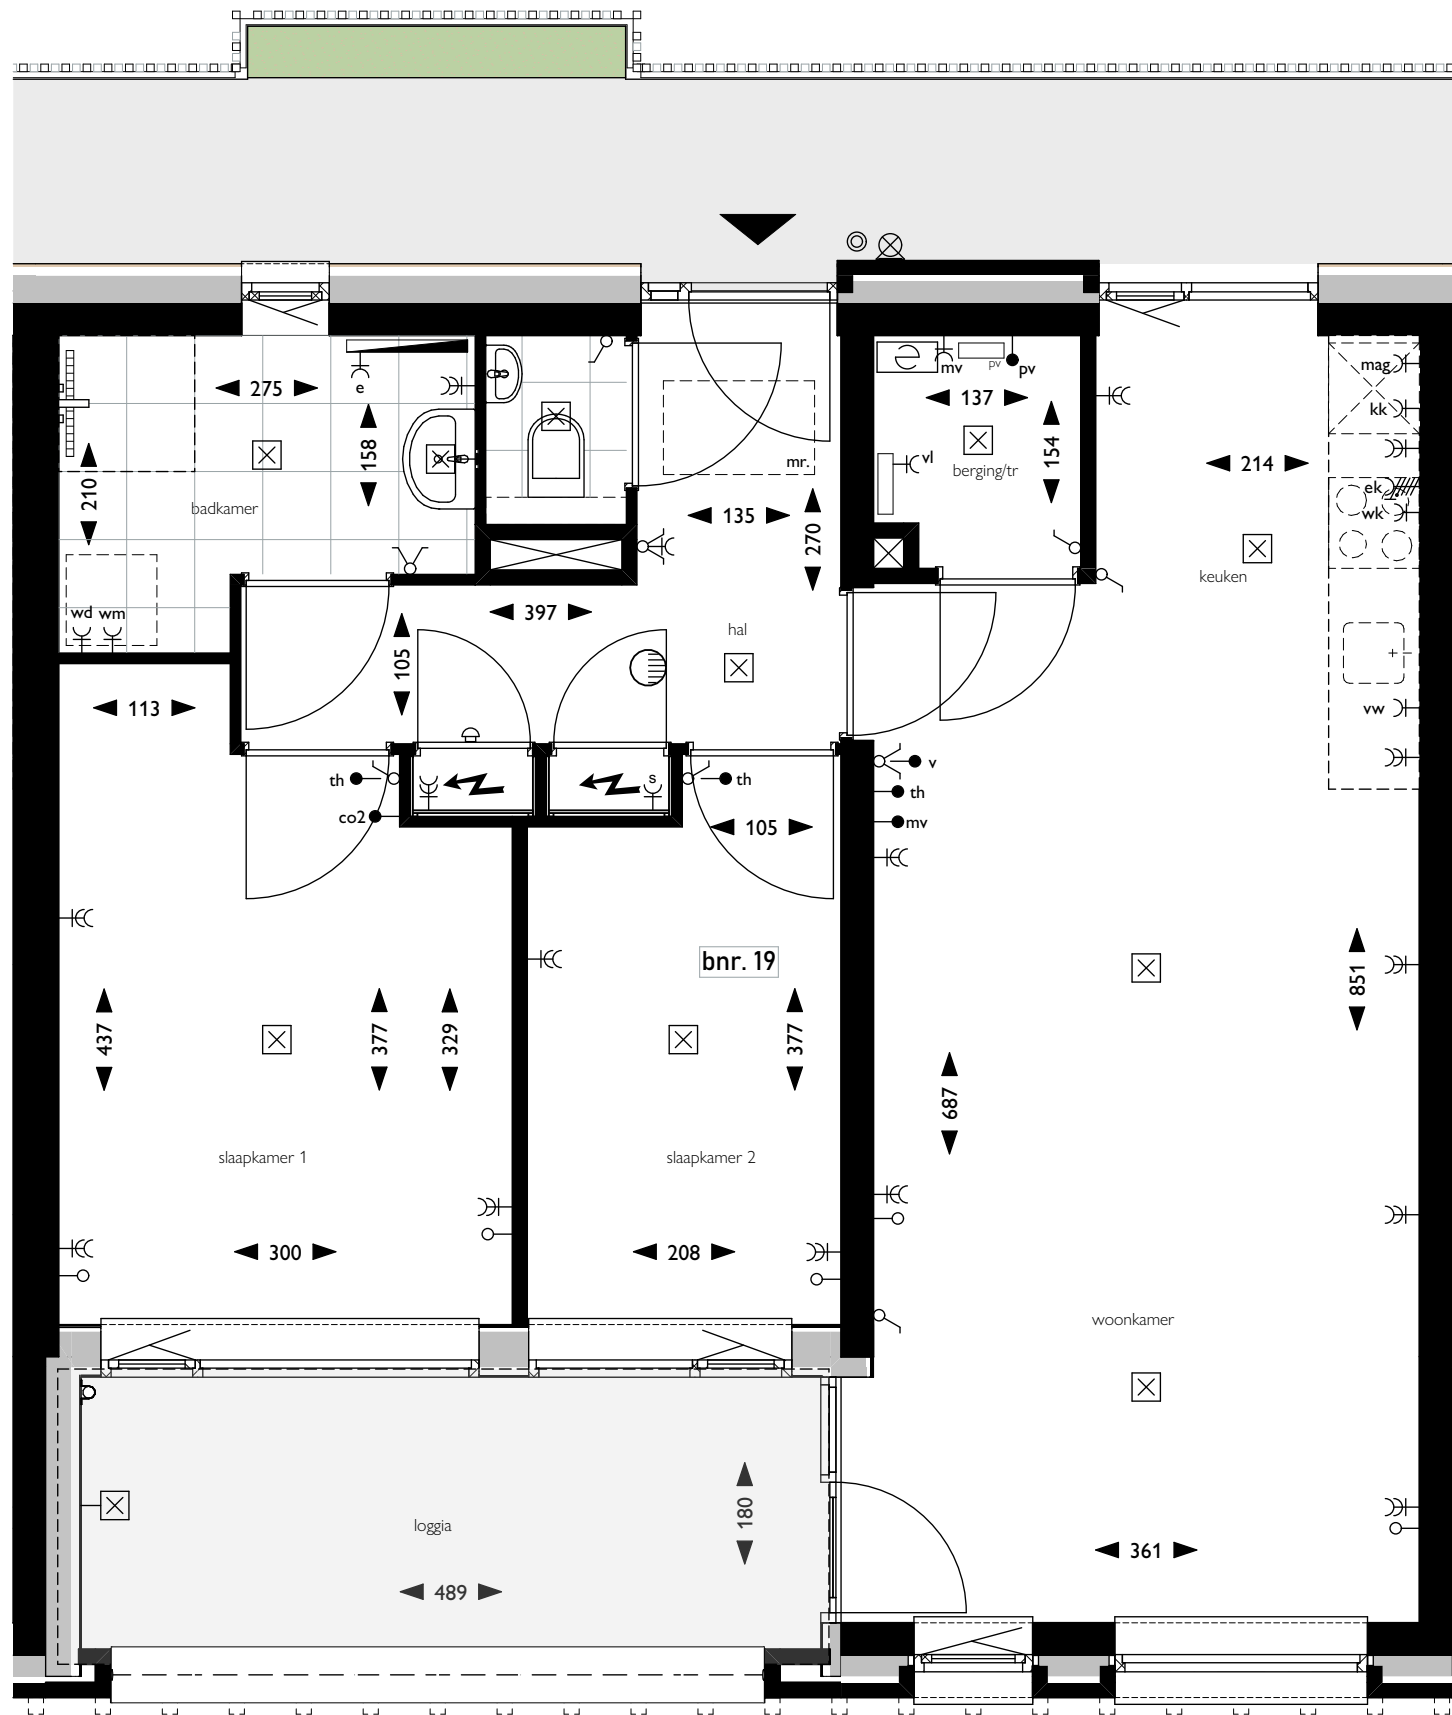 mag
kk
275
e
mv
pv
pv
137
158
154
214
mr.
vl
berging/tr
ek
wk
210
badkamer
135
270
keuken
wd wm
397
hal
105
113
vw
th
s
th
v
th
co2
105
mv
bnr. 19
851
437
377
329
377
687
slaapkamer 1
slaapkamer 2
300
208
woonkamer
180
loggia
361
489